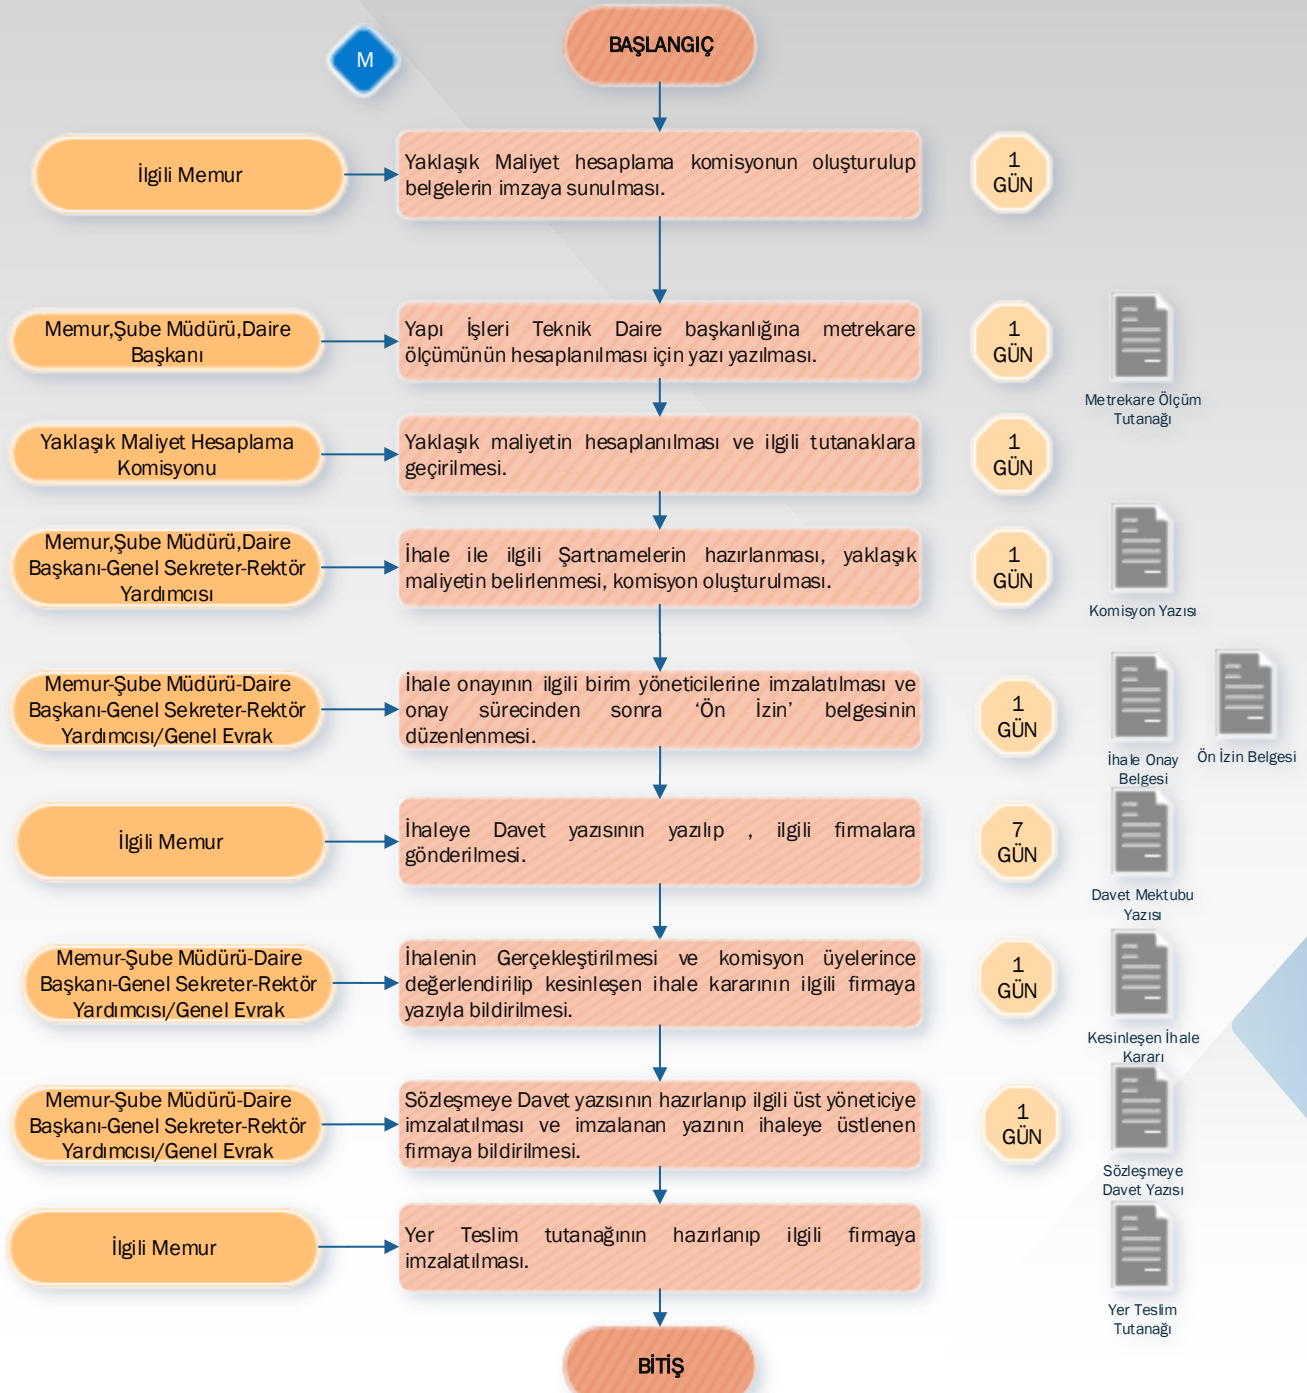 M
BAŞLANGIÇ
İlgili Memur
Yaklaşık Maliyet hesaplama komisyonun oluşturulup
belgelerin imzaya sunulması.
1
GÜN
Memur,Şube Müdürü,Daire
Başkanı
Yapı İşleri Teknik Daire başkanlığına metrekare
ölçümünün hesaplanılması için yazı yazılması.
1
GÜN
Metrekare Ölçüm
Tutanağı
Yaklaşık Maliyet Hesaplama
Komisyonu
Yaklaşık maliyetin hesaplanılması ve ilgili tutanaklara
geçirilmesi.
1
GÜN
Memur,Şube Müdürü,Daire
Başkanı-Genel Sekreter-Rektör
Yardımcısı
İhale ile ilgili Şartnamelerin hazırlanması, yaklaşık
maliyetin belirlenmesi, komisyon oluşturulması.
1
GÜN
Komisyon Yazısı
Memur-Şube Müdürü-Daire
Başkanı-Genel Sekreter-Rektör
Yardımcısı/Genel Evrak
İhale onayının ilgili birim yöneticilerine imzalatılması ve
onay sürecinden sonra ‘Ön İzin’ belgesinin
düzenlenmesi.
1
GÜN
İhale Onay
Belgesi
Ön İzin Belgesi
İlgili Memur
İhaleye Davet yazısının yazılıp , ilgili firmalara
gönderilmesi.
7
GÜN
Davet Mektubu
Yazısı
Memur-Şube Müdürü-Daire
Başkanı-Genel Sekreter-Rektör
Yardımcısı/Genel Evrak
İhalenin Gerçekleştirilmesi ve komisyon üyelerince
değerlendirilip kesinleşen ihale kararının ilgili firmaya
yazıyla bildirilmesi.
1
GÜN
Kesinleşen İhale
Kararı
Memur-Şube Müdürü-Daire
Başkanı-Genel Sekreter-Rektör
Yardımcısı/Genel Evrak
Sözleşmeye Davet yazısının hazırlanıp ilgili üst yöneticiye
imzalatılması ve imzalanan yazının ihaleye üstlenen
firmaya bildirilmesi.
1
GÜN
Sözleşmeye
Davet Yazısı
İlgili Memur
Yer Teslim tutanağının hazırlanıp ilgili firmaya
imzalatılması.
Yer Teslim
Tutanağı
BİTİŞ